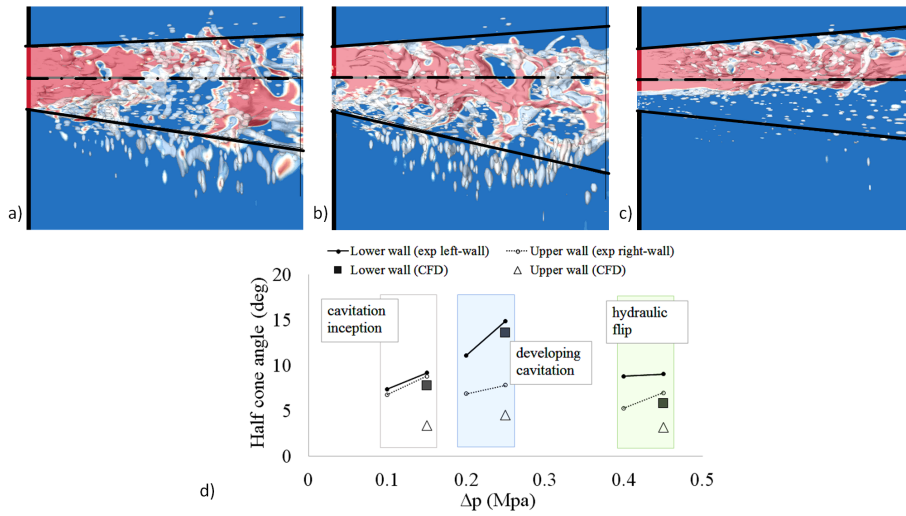 a)
b)
c)
Lower wall (exp left-wall)
Upper wall (exp right-wall)
Lower wall (CFD)
Upper wall (CFD)
Half cone angle (deg)
20
15
10
5
0
cavitation
inception
developing
cavitation
hydraulic
flip
0
0.1
0.2
0.3
0.4
0.5
d)
Δp (Mpa)